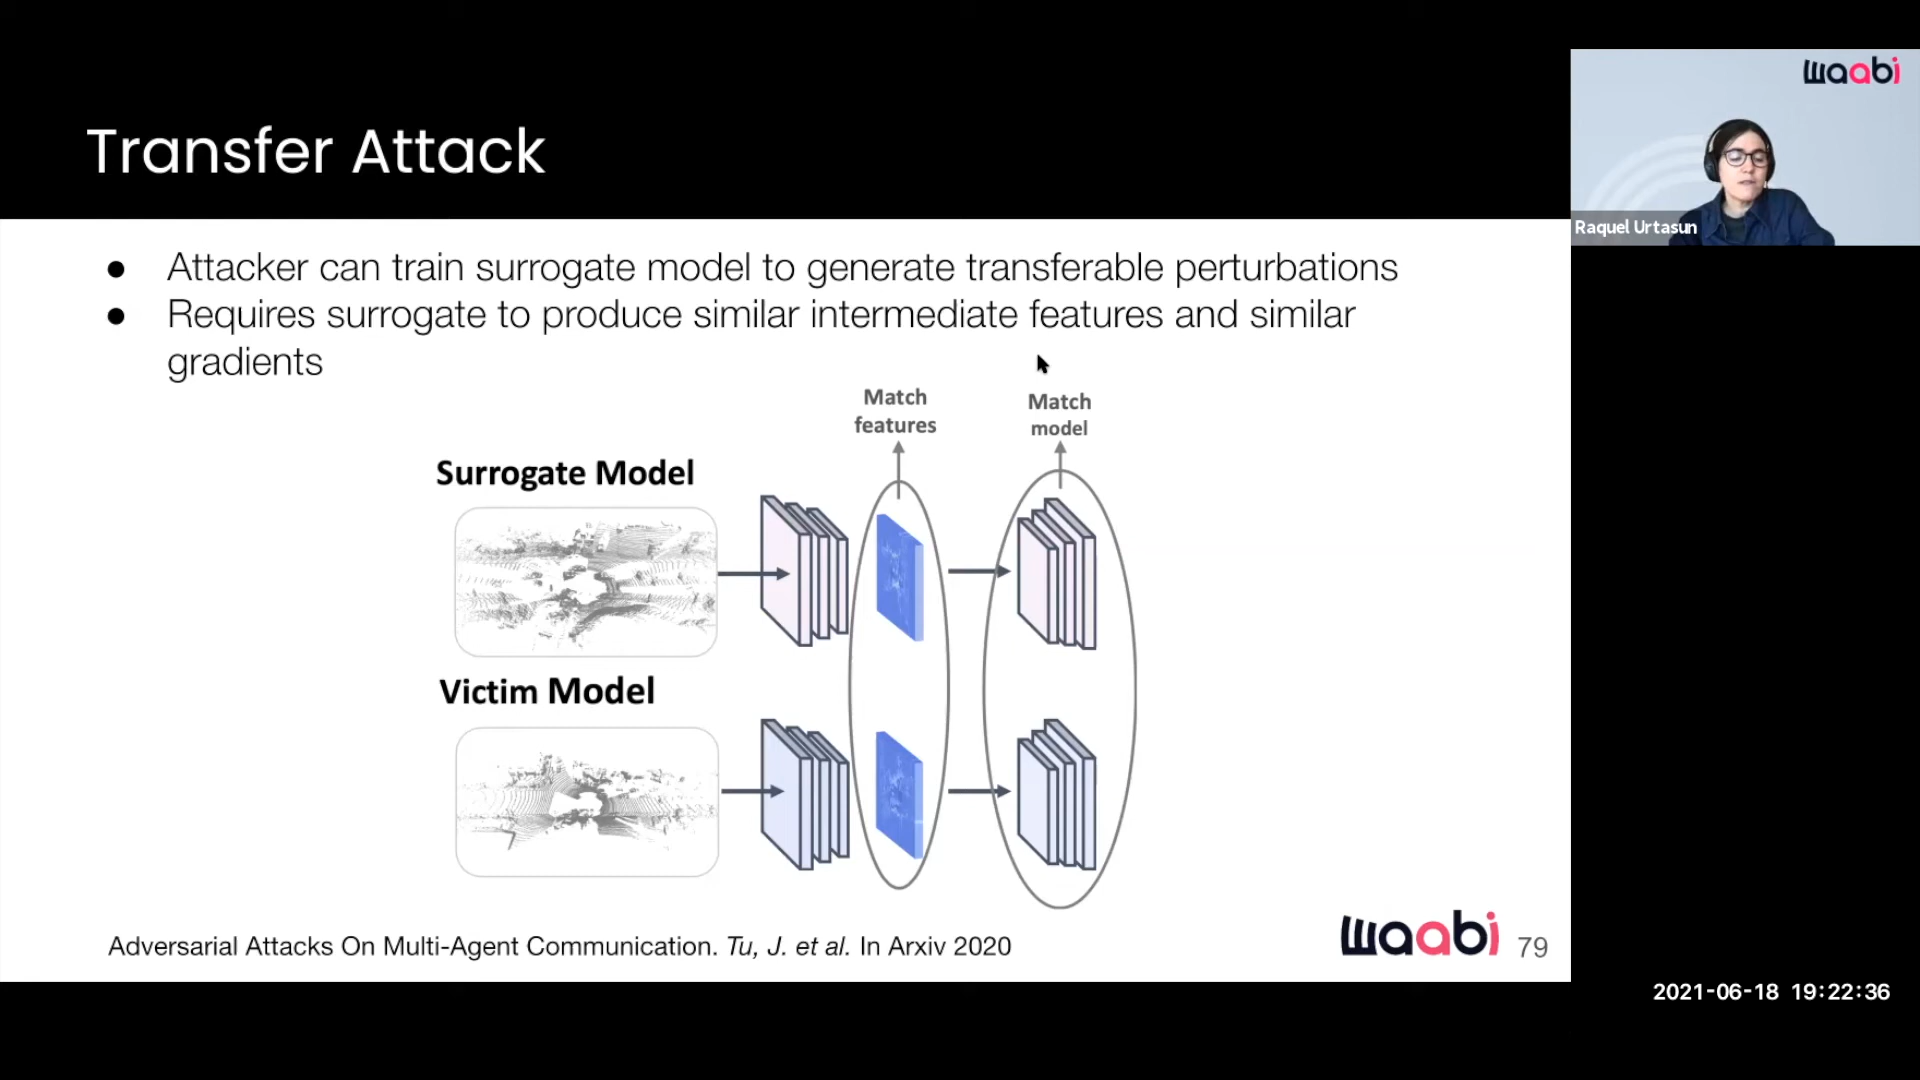 waabi
Transfer Attack
Raquel Urtasun
● Attacker can train surrogate model to generate transferable perturbations
● Requires surrogate to produce similar intermediate features and similar
gradients
Match
features
Match
model
Surrogate Model
Victim Model
Adversarial Attacks On Multi-Agent Communication. Tu, J. et al. In Arxiv 2020
waabi
79
2021-06-18 19:22:36